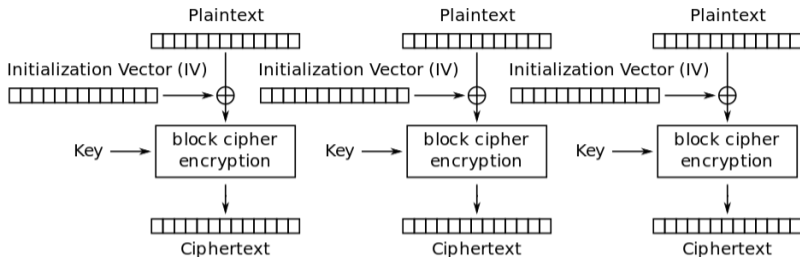 Plaintext Plaintext Plaintext
Initialization Vector (IV) Initialization Vector (IV) Initialization Vector (IV)
block cipher block cipher block cipher
Key Key Key
encryption encryption encryption
Ciphertext Ciphertext Ciphertext